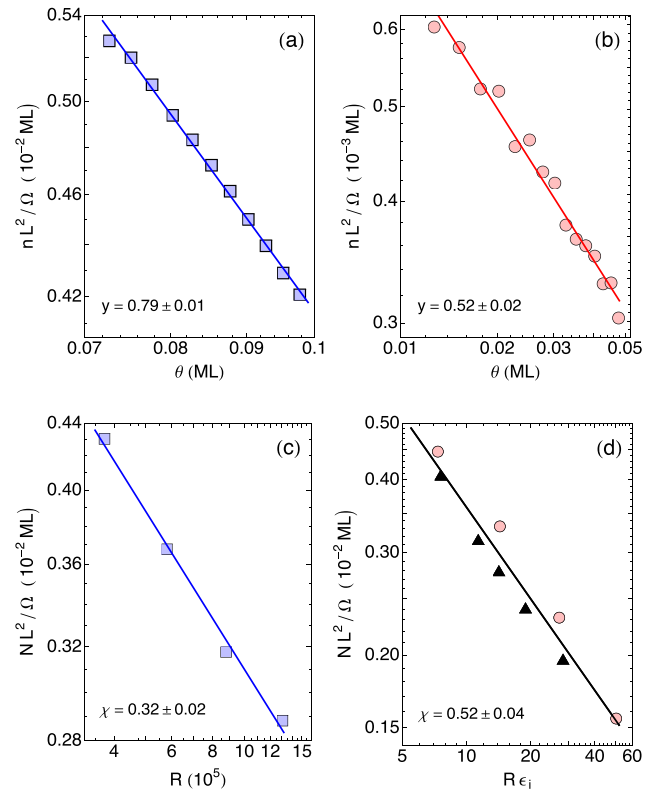 (a)
n L² / Ω ( 10⁻² ML)
0.54
0.50
0.46
0.42
y = 0.79 ± 0.01
0.07
0.08
0.09
0.1
θ (ML)
(b)
n L² / Ω ( 10⁻³ ML)
0.6
0.5
0.4
0.3
y = 0.52 ± 0.02
0.01
0.02
0.03
0.05
θ (ML)
(c)
N L² / Ω ( 10⁻² ML)
0.44
0.40
0.36
0.32
0.28
χ = 0.32 ± 0.02
4
6
8
10
12
15
R (10⁵)
(d)
N L² / Ω ( 10⁻² ML)
0.50
0.40
0.30
0.20
0.15
χ = 0.52 ± 0.04
5
10
20
40
60
R ϵᵢ